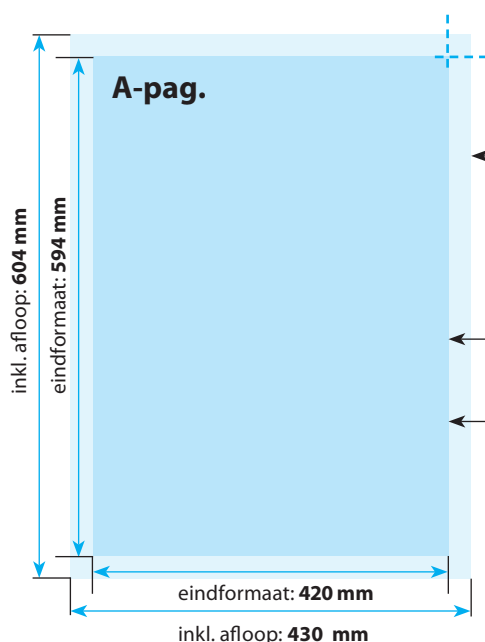 A-pag.
inkl. afloop: 604 mm
eindformaat: 594 mm
eindformaat: 420 mm
inkl. afloop: 430 mm